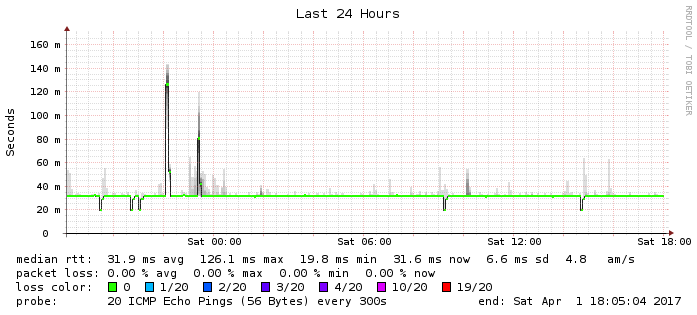 Last 24 Hours
RRDTOOL / TOBI OETIKER
Seconds
160 m
140 m
120 m
100 m
80 m
60 m
40 m
20 m
0
Sat 00:00 Sat 06:00 Sat 12:00 Sat 18:00
median rtt: 31.9 ms avg 126.1 ms max 19.8 ms min 31.6 ms now 6.6 ms sd 4.8 am/s
packet loss: 0.00 % avg 0.00 % max 0.00 % min 0.00 % now
loss color: 0 1/20 2/20 3/20 4/20 10/20 19/20
probe: 20 ICMP Echo Pings (56 Bytes) every 300s end: Sat Apr 1 18:05:04 2017